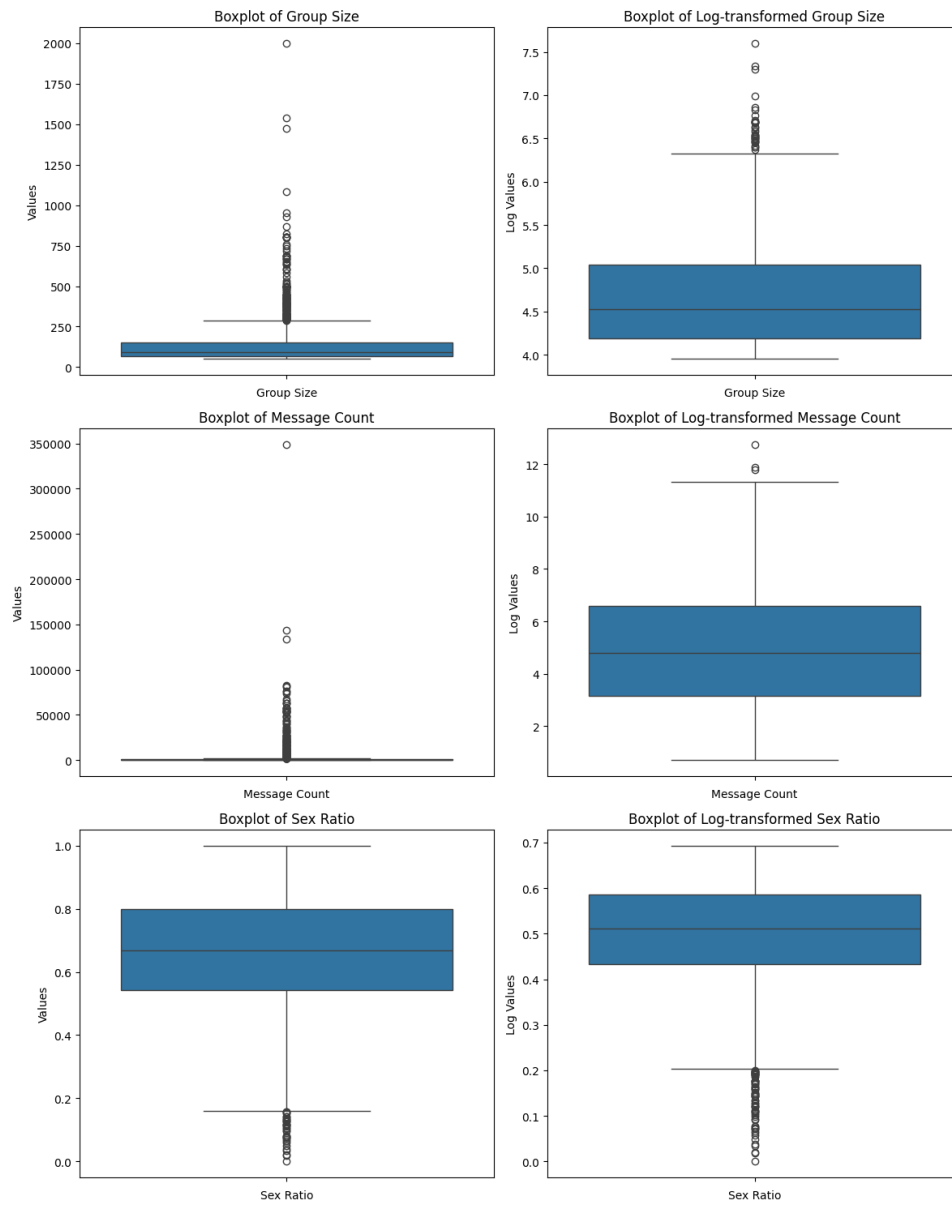 Boxplot of Group Size
2000
1750
1500
1250
1000
750
500
250
0
Values
Group Size
Boxplot of Log-transformed Group Size
7.5
7.0
6.5
6.0
5.5
5.0
4.5
4.0
Log Values
Group Size
Boxplot of Message Count
350000
300000
250000
200000
150000
100000
50000
0
Values
Message Count
Boxplot of Log-transformed Message Count
12
10
8
6
4
2
Log Values
Message Count
Boxplot of Sex Ratio
1.0
0.8
0.6
0.4
0.2
0.0
Values
Sex Ratio
Boxplot of Log-transformed Sex Ratio
0.7
0.6
0.5
0.4
0.3
0.2
0.1
0.0
Log Values
Sex Ratio